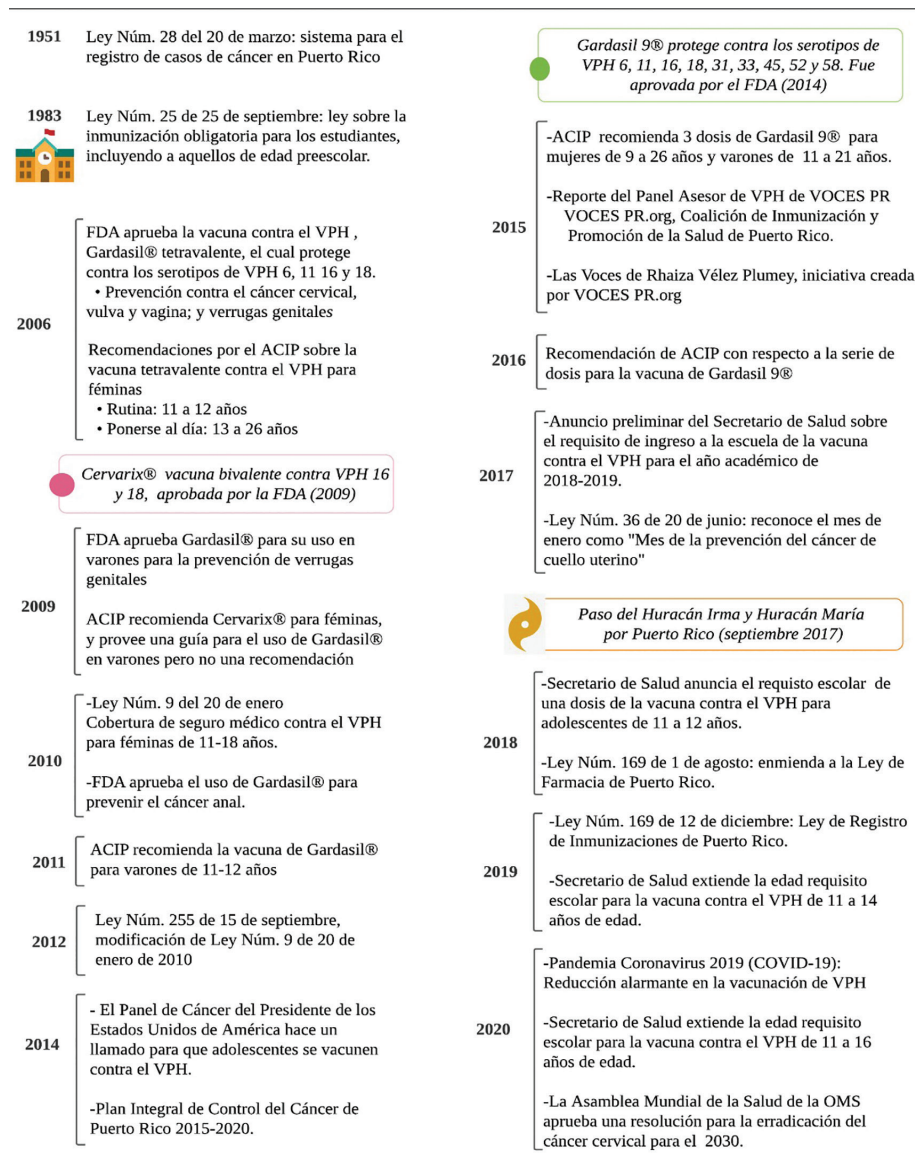 1951
Ley Núm. 28 del 20 de marzo: sistema para el
registro de casos de cáncer en Puerto Rico
1983
Ley Núm. 25 de 25 de septiembre: ley sobre la
inmunización obligatoria para los estudiantes,
incluyendo a aquellos de edad preescolar.
2006
FDA aprueba la vacuna contra el VPH ,
Gardasil® tetravalente, el cual protege
contra los serotipos de VPH 6, 11 16 y 18.
• Prevención contra el cáncer cervical,
vulva y vagina; y verrugas genitales
Recomendaciones por el ACIP sobre la
vacuna tetravalente contra el VPH para
féminas
• Rutina: 11 a 12 años
• Ponerse al día: 13 a 26 años
Cervarix® vacuna bivalente contra VPH 16
y 18, aprobada por la FDA (2009)
2009
FDA aprueba Gardasil® para su uso en
varones para la prevención de verrugas
genitales
ACIP recomienda Cervarix® para féminas,
y provee una guía para el uso de Gardasil®
en varones pero no una recomendación
2010
-Ley Núm. 9 del 20 de enero
Cobertura de seguro médico contra el VPH
para féminas de 11-18 años.
-FDA aprueba el uso de Gardasil® para
prevenir el cáncer anal.
2011
ACIP recomienda la vacuna de Gardasil®
para varones de 11-12 años
2012
Ley Núm. 255 de 15 de septiembre,
modificación de Ley Núm. 9 de 20 de
enero de 2010
2014
- El Panel de Cáncer del Presidente de los
Estados Unidos de América hace un
llamado para que adolescentes se vacunen
contra el VPH.
-Plan Integral de Control del Cáncer de
Puerto Rico 2015-2020.
Gardasil 9® protege contra los serotipos de
VPH 6, 11, 16, 18, 31, 33, 45, 52 y 58. Fue
aprovada por el FDA (2014)
2015
-ACIP recomienda 3 dosis de Gardasil 9® para
mujeres de 9 a 26 años y varones de 11 a 21 años.
-Reporte del Panel Asesor de VPH de VOCES PR
VOCES PR.org, Coalición de Inmunización y
Promoción de la Salud de Puerto Rico.
-Las Voces de Rhaiza Vélez Plumey, iniciativa creada
por VOCES PR.org
2016
Recomendación de ACIP con respecto a la serie de
dosis para la vacuna de Gardasil 9®
2017
-Anuncio preliminar del Secretario de Salud sobre
el requisito de ingreso a la escuela de la vacuna
contra el VPH para el año académico de
2018-2019.
-Ley Núm. 36 de 20 de junio: reconoce el mes de
enero como "Mes de la prevención del cáncer de
cuello uterino"
Paso del Huracán Irma y Huracán María
por Puerto Rico (septiembre 2017)
2018
-Secretario de Salud anuncia el requisto escolar de
una dosis de la vacuna contra el VPH para
adolescentes de 11 a 12 años.
-Ley Núm. 169 de 1 de agosto: enmienda a la Ley de
Farmacia de Puerto Rico.
2019
-Ley Núm. 169 de 12 de diciembre: Ley de Registro
de Inmunizaciones de Puerto Rico.
-Secretario de Salud extiende la edad requisito
escolar para la vacuna contra el VPH de 11 a 14
años de edad.
2020
-Pandemia Coronavirus 2019 (COVID-19):
Reducción alarmante en la vacunación de VPH
-Secretario de Salud extiende la edad requisito
escolar para la vacuna contra el VPH de 11 a 16
años de edad.
-La Asamblea Mundial de la Salud de la OMS
aprueba una resolución para la erradicación del
cáncer cervical para el 2030.